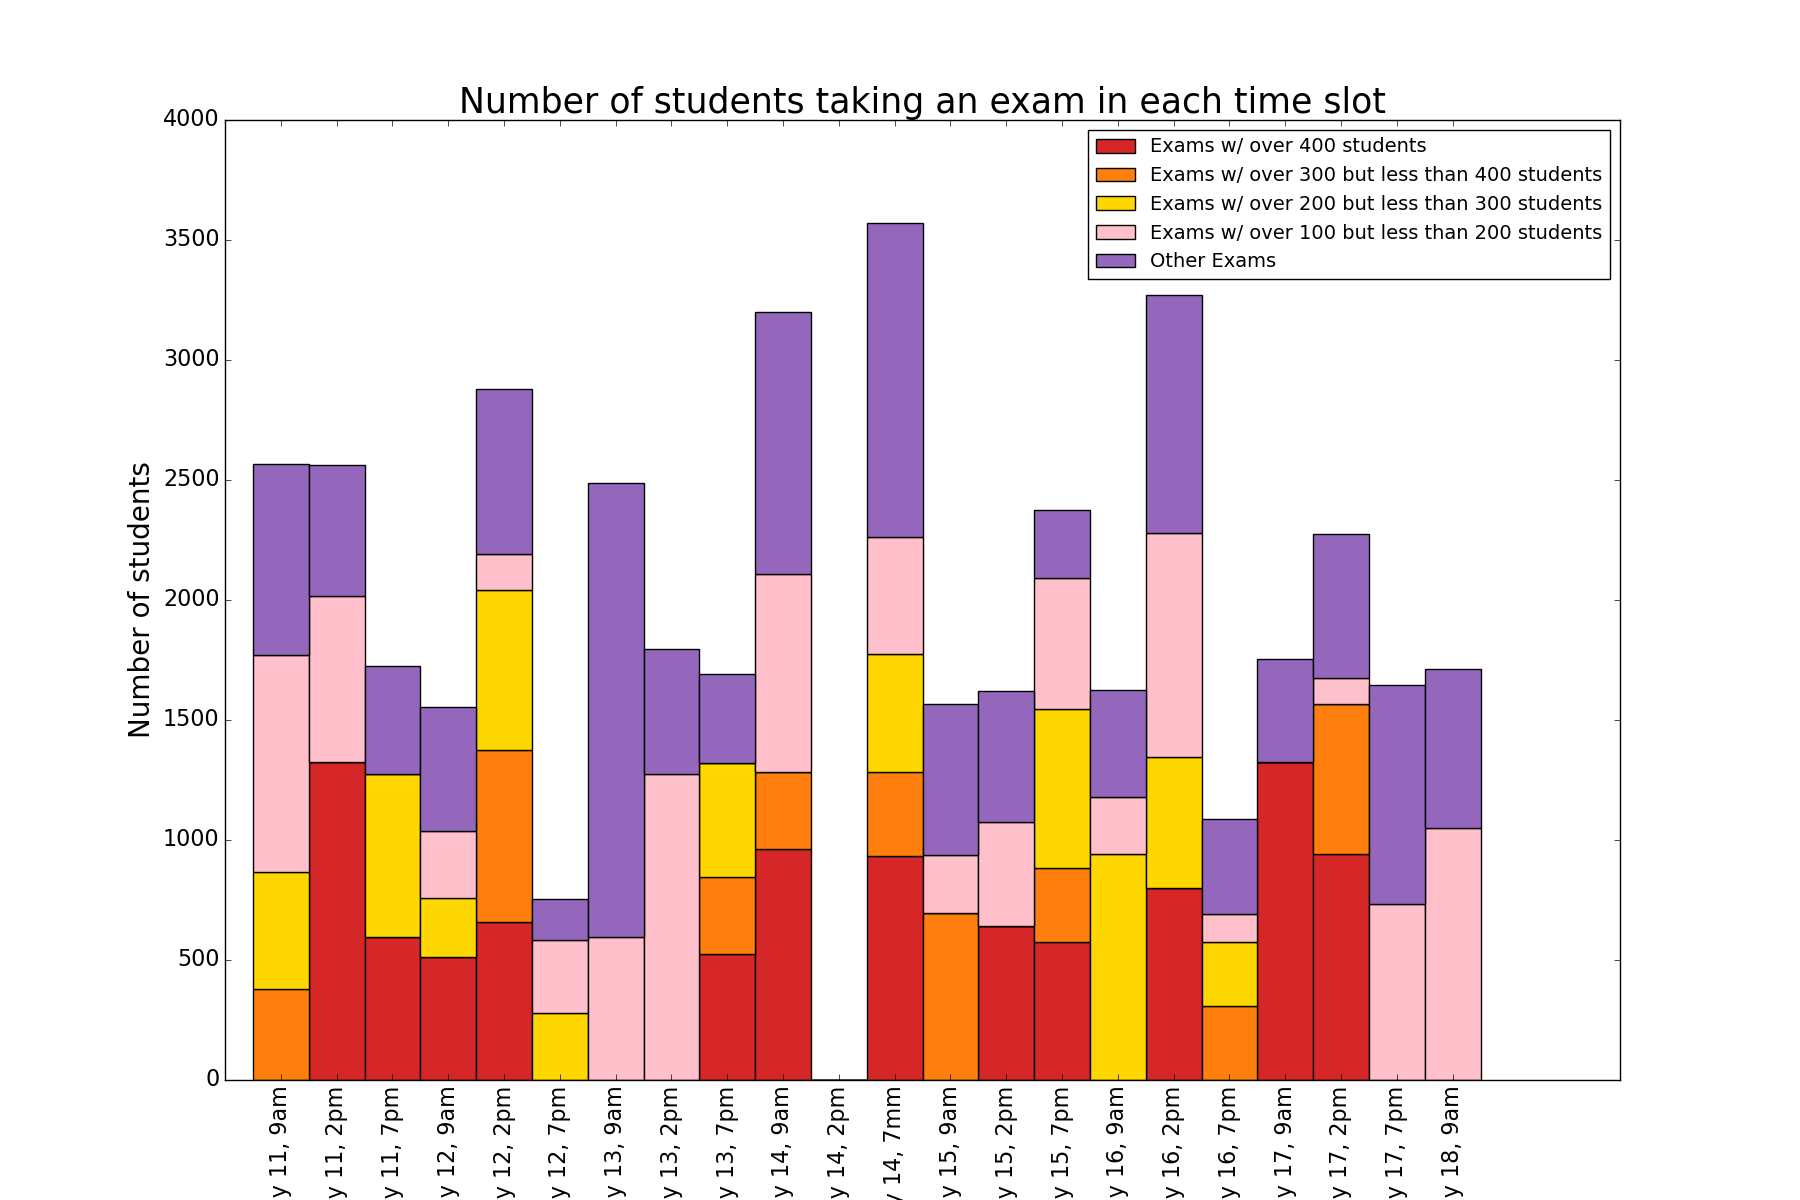 Number of students taking an exam in each time slot
Exams w/ over 400 students
Exams w/ over 300 but less than 400 students
Exams w/ over 200 but less than 300 students
Exams w/ over 100 but less than 200 students
Other Exams
Number of students
4000
3500
3000
2500
2000
1500
1000
500
0
y 11, 9am
y 11, 2pm
y 11, 7pm
y 12, 9am
y 12, 2pm
y 12, 7pm
y 13, 9am
y 13, 2pm
y 13, 7pm
y 14, 9am
y 14, 2pm
y 14, 7mm
y 15, 9am
y 15, 2pm
y 15, 7pm
y 16, 9am
y 16, 2pm
y 16, 7pm
y 17, 9am
y 17, 2pm
y 17, 7pm
y 18, 9am